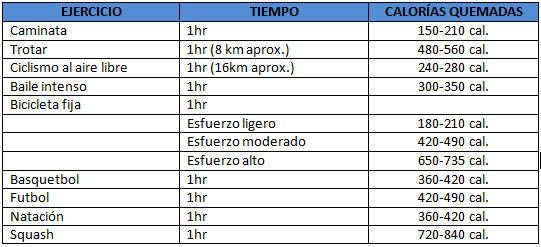 EJERCICIO TIEMPO CALORÍAS QUEMADAS
Caminata 1hr 150-210 cal.
Trotar 1hr (8 km aprox.) 480-560 cal.
Ciclismo al aire libre 1hr (16km aprox.) 240-280 cal.
Baile intenso 1hr 300-350 cal.
Bicicleta fija 1hr
Esfuerzo ligero 180-210 cal.
Esfuerzo moderado 420-490 cal.
Esfuerzo alto 650-735 cal.
Basquetbol 1hr 360-420 cal.
Futbol 1hr 420-490 cal.
Natación 1hr 360-420 cal.
Squash 1hr 720-840 cal.